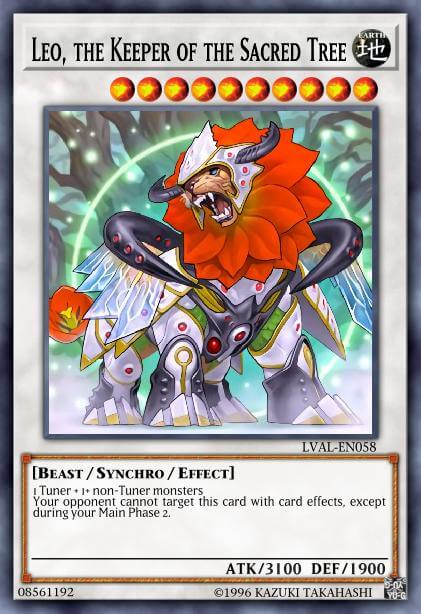 Leo, the Keeper of the Sacred Tree
EARTH
地
LVAL-EN058
[Beast / Synchro / Effect]
1 Tuner + 1+ non-Tuner monsters
Your opponent cannot target this card with card effects, except
during your Main Phase 2.
ATK/3100 DEF/1900
08561192
©1996 KAZUKI TAKAHASHI